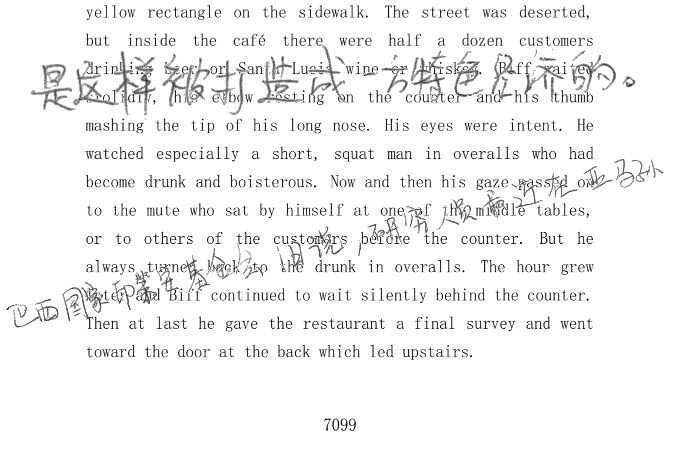 yellow rectangle on the sidewalk. The street was deserted,
but inside the café there were half a dozen customers
drinking beer or Santa Lucia wine or whiskey. Biff waited
是这样被打造成一方特色经济的。
stolidly, his elbow resting on the counter and his thumb
mashing the tip of his long nose. His eyes were intent. He
watched especially a short, squat man in overalls who had
become drunk and boisterous. Now and then his gaze passed on
to the mute who sat by himself at one of the middle tables,
or to others of the customers before the counter. But he
always turned back to the drunk in overalls. The hour grew
巴西国家印第安基金会1日说，研究人员最近在亚马孙
later and Biff continued to wait silently behind the counter.
Then at last he gave the restaurant a final survey and went
toward the door at the back which led upstairs.
7099